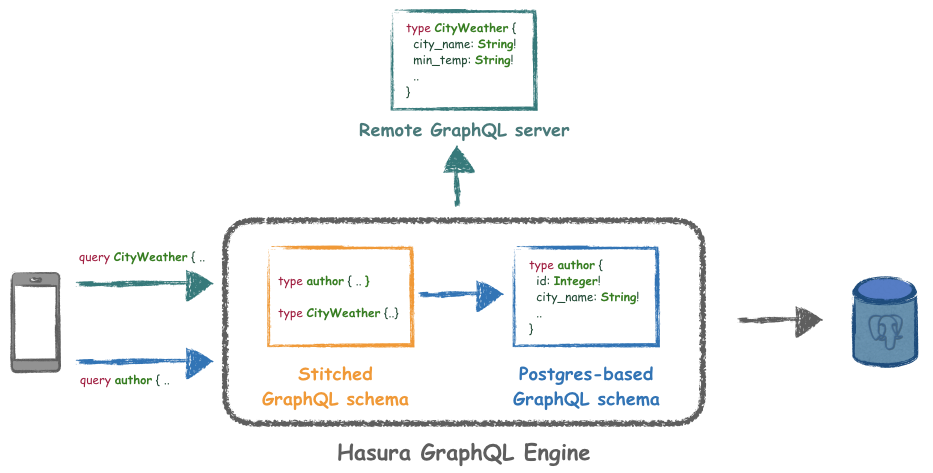 type CityWeather {
city_name: String!
min_temp: String!
..
}
Remote GraphQL server
query CityWeather { ..
query author { ..
type author { .. }
type CityWeather {..}
Stitched
GraphQL schema
type author {
id: Integer!
city_name: String!
..
}
Postgres-based
GraphQL schema
Hasura GraphQL Engine